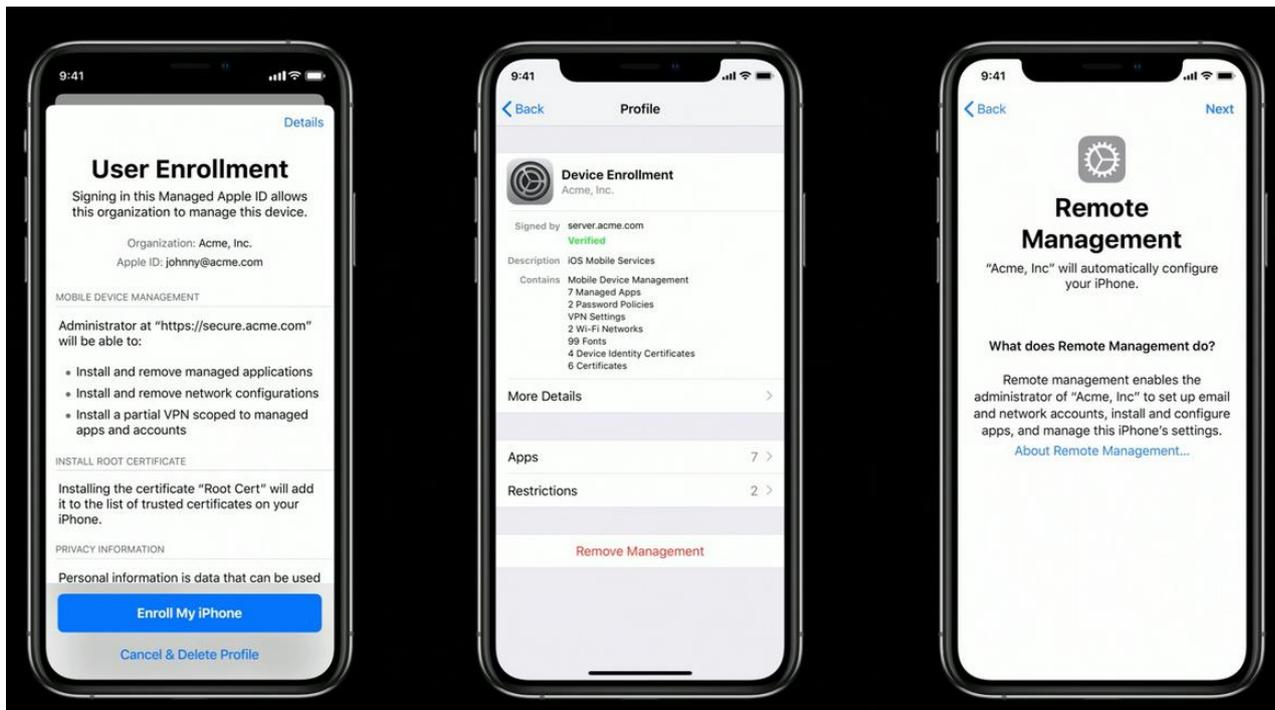 9:41
Details
User Enrollment
Signing in this Managed Apple ID allows
this organization to manage this device.
Organization: Acme, Inc.
Apple ID: johnny@acme.com
MOBILE DEVICE MANAGEMENT
Administrator at “https://secure.acme.com”
will be able to:
• Install and remove managed applications
• Install and remove network configurations
• Install a partial VPN scoped to managed
apps and accounts
INSTALL ROOT CERTIFICATE
Installing the certificate “Root Cert” will add
it to the list of trusted certificates on your
iPhone.
PRIVACY INFORMATION
Personal information is data that can be used
Enroll My iPhone
Cancel & Delete Profile
9:41
Back
Profile
Device Enrollment
Acme, Inc.
Signed by server.acme.com
Verified
Description iOS Mobile Services
Contains Mobile Device Management
7 Managed Apps
2 Password Policies
VPN Settings
2 Wi-Fi Networks
99 Fonts
4 Device Identity Certificates
6 Certificates
More Details
Apps 7
Restrictions 2
Remove Management
9:41
Back
Next
Remote
Management
“Acme, Inc” will automatically configure
your iPhone.
What does Remote Management do?
Remote management enables the
administrator of “Acme, Inc” to set up email
and network accounts, install and configure
apps, and manage this iPhone’s settings.
About Remote Management...